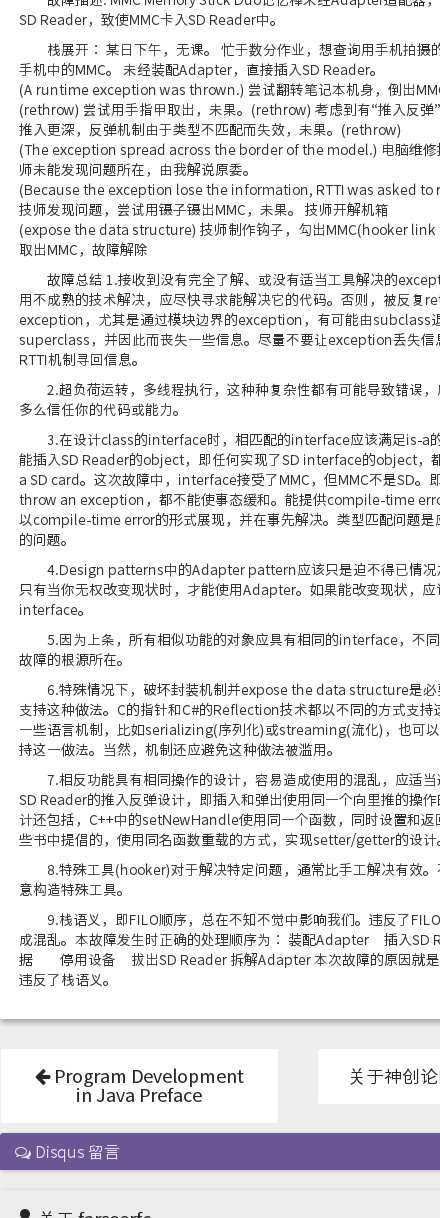 故障描述: MMC Memory Stick Duo记忆棒未经Adapter适配器，
SD Reader，致使MMC卡入SD Reader中。
栈展开： 某日下午，无课。 忙于数分作业，想查询用手机拍摄的
手机中的MMC。 未经装配Adapter，直接插入SD Reader。
(A runtime exception was thrown.) 尝试翻转笔记本机身，倒出MMC
(rethrow) 尝试用手指甲取出，未果。(rethrow) 考虑到有“推入反弹”
推入更深，反弹机制由于类型不匹配而失效，未果。(rethrow)
(The exception spread across the border of the model.) 电脑维修
师未能发现问题所在，由我解说原委。
(Because the exception lose the information, RTTI was asked to
技师发现问题，尝试用镊子镊出MMC，未果。 技师开解机箱
(expose the data structure) 技师制作钩子，勾出MMC(hooker link
取出MMC，故障解除
故障总结 1.接收到没有完全了解、或没有适当工具解决的except
用不成熟的技术解决，应尽快寻求能解决它的代码。否则，被反复ret
exception，尤其是通过模块边界的exception，有可能由subclass退
superclass，并因此而丧失一些信息。尽量不要让exception丢失信息
RTTI机制寻回信息。
2.超负荷运转，多线程执行，这种种复杂性都有可能导致错误，
多么信任你的代码或能力。
3.在设计class的interface时，相匹配的interface应该满足is-a的
能插入SD Reader的object，即任何实现了SD interface的object，都
a SD card。这次故障中，interface接受了MMC，但MMC不是SD。即
throw an exception，都不能使事态缓和。能提供compile-time erro
以compile-time error的形式展现，并在事先解决。类型匹配问题是
的问题。
4.Design patterns中的Adapter pattern应该只是迫不得已情况
只有当你无权改变现状时，才能使用Adapter。如果能改变现状，应
interface。
5.因为上条，所有相似功能的对象应具有相同的interface，不同
故障的根源所在。
6.特殊情况下，破坏封装机制并expose the data structure是必
支持这种做法。C的指针和C#的Reflection技术都以不同的方式支持
一些语言机制，比如serializing(序列化)或streaming(流化)，也可以
持这一做法。当然，机制还应避免这种做法被滥用。
7.相反功能具有相同操作的设计，容易造成使用的混乱，应适当
SD Reader的推入反弹设计，即插入和弹出使用同一个向里推的操作
计还包括，C++中的setNewHandle使用同一个函数，同时设置和返
些书中提倡的，使用同名函数重载的方式，实现setter/getter的设计。
8.特殊工具(hooker)对于解决特定问题，通常比手工解决有效。
意构造特殊工具。
9.栈语义，即FILO顺序，总在不知不觉中影响我们。违反了FILO
成混乱。本故障发生时正确的处理顺序为： 装配Adapter 插入SD R
据 停用设备 拔出SD Reader 拆解Adapter 本次故障的原因就是
违反了栈语义。
Program Development
in Java Preface
关于神创论
Disqus 留言
关于 farseerfc